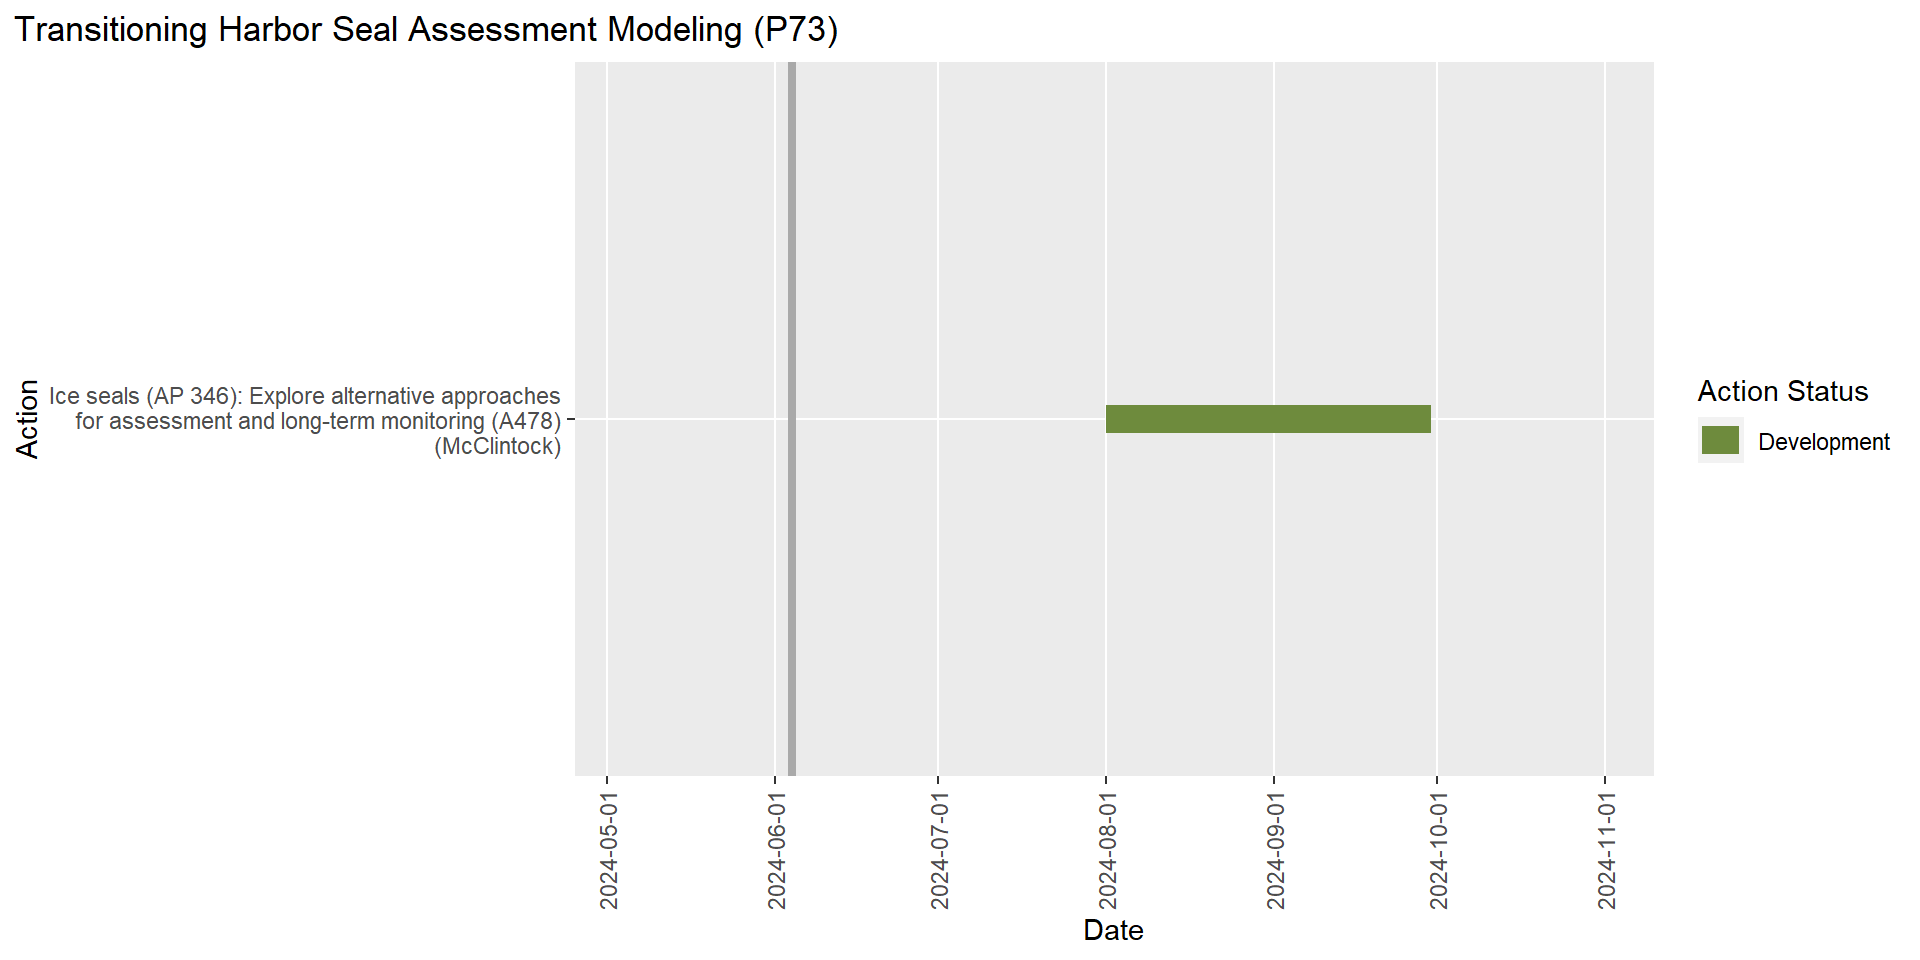 Transitioning Harbor Seal Assessment Modeling (P73)
Action
Ice seals (AP 346): Explore alternative approaches
for assessment and long-term monitoring (A478)
(McClintock)
Action Status
Development
2024-05-01
2024-06-01
2024-07-01
2024-08-01
2024-09-01
2024-10-01
2024-11-01
Date